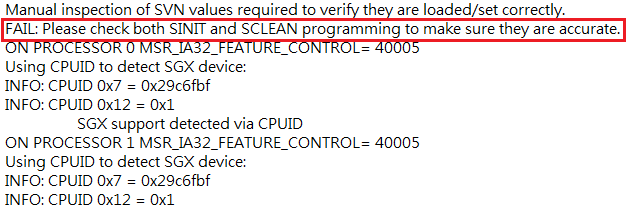 Manual inspection of SVN values required to verify they are loaded/set correctly.
FAIL: Please check both SINIT and SCLEAN programming to make sure they are accurate.
ON PROCESSOR 0 MSR_IA32_FEATURE_CONTROL= 40005
Using CPUID to detect SGX device:
INFO: CPUID 0x7 = 0x29c6fbf
INFO: CPUID 0x12 = 0x1
SGX support detected via CPUID
ON PROCESSOR 1 MSR_IA32_FEATURE_CONTROL= 40005
Using CPUID to detect SGX device:
INFO: CPUID 0x7 = 0x29c6fbf
INFO: CPUID 0x12 = 0x1